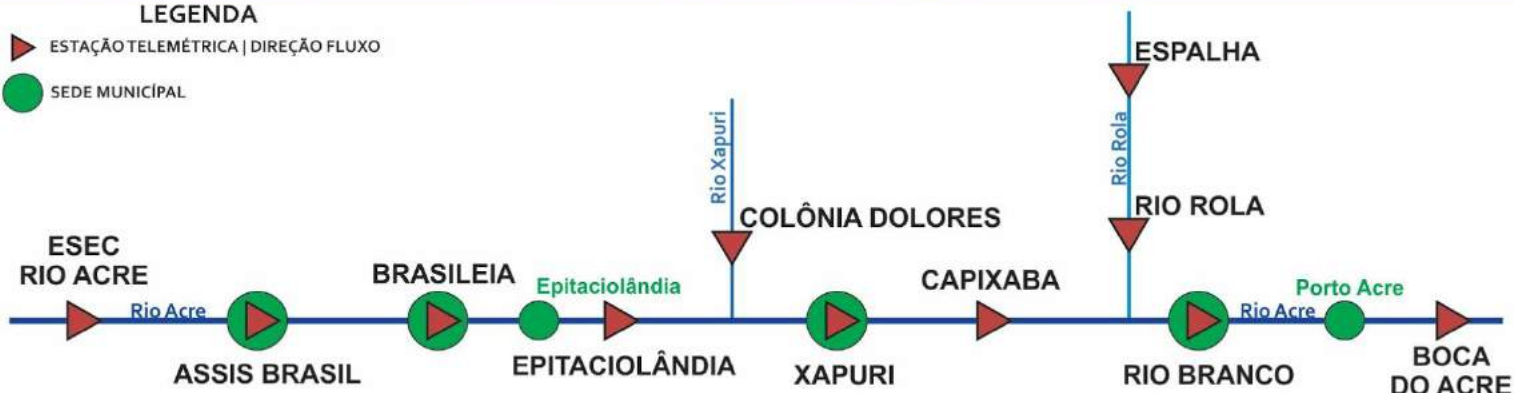 LEGENDA
ESTAÇÃO TELEMÉTRICA | DIREÇÃO FLUXO
SEDE MUNICÍPAL
ESPALHA
Rio Xapuri
Rio Rola
COLÔNIA DOLORES
RIO ROLA
ESEC
RIO ACRE
BRASILEIA
Epitaciolândia
CAPIXABA
Porto Acre
Rio Acre
Rio Acre
ASSIS BRASIL
EPITACIOLÂNDIA
XAPURI
RIO BRANCO
BOCA
DO ACRE